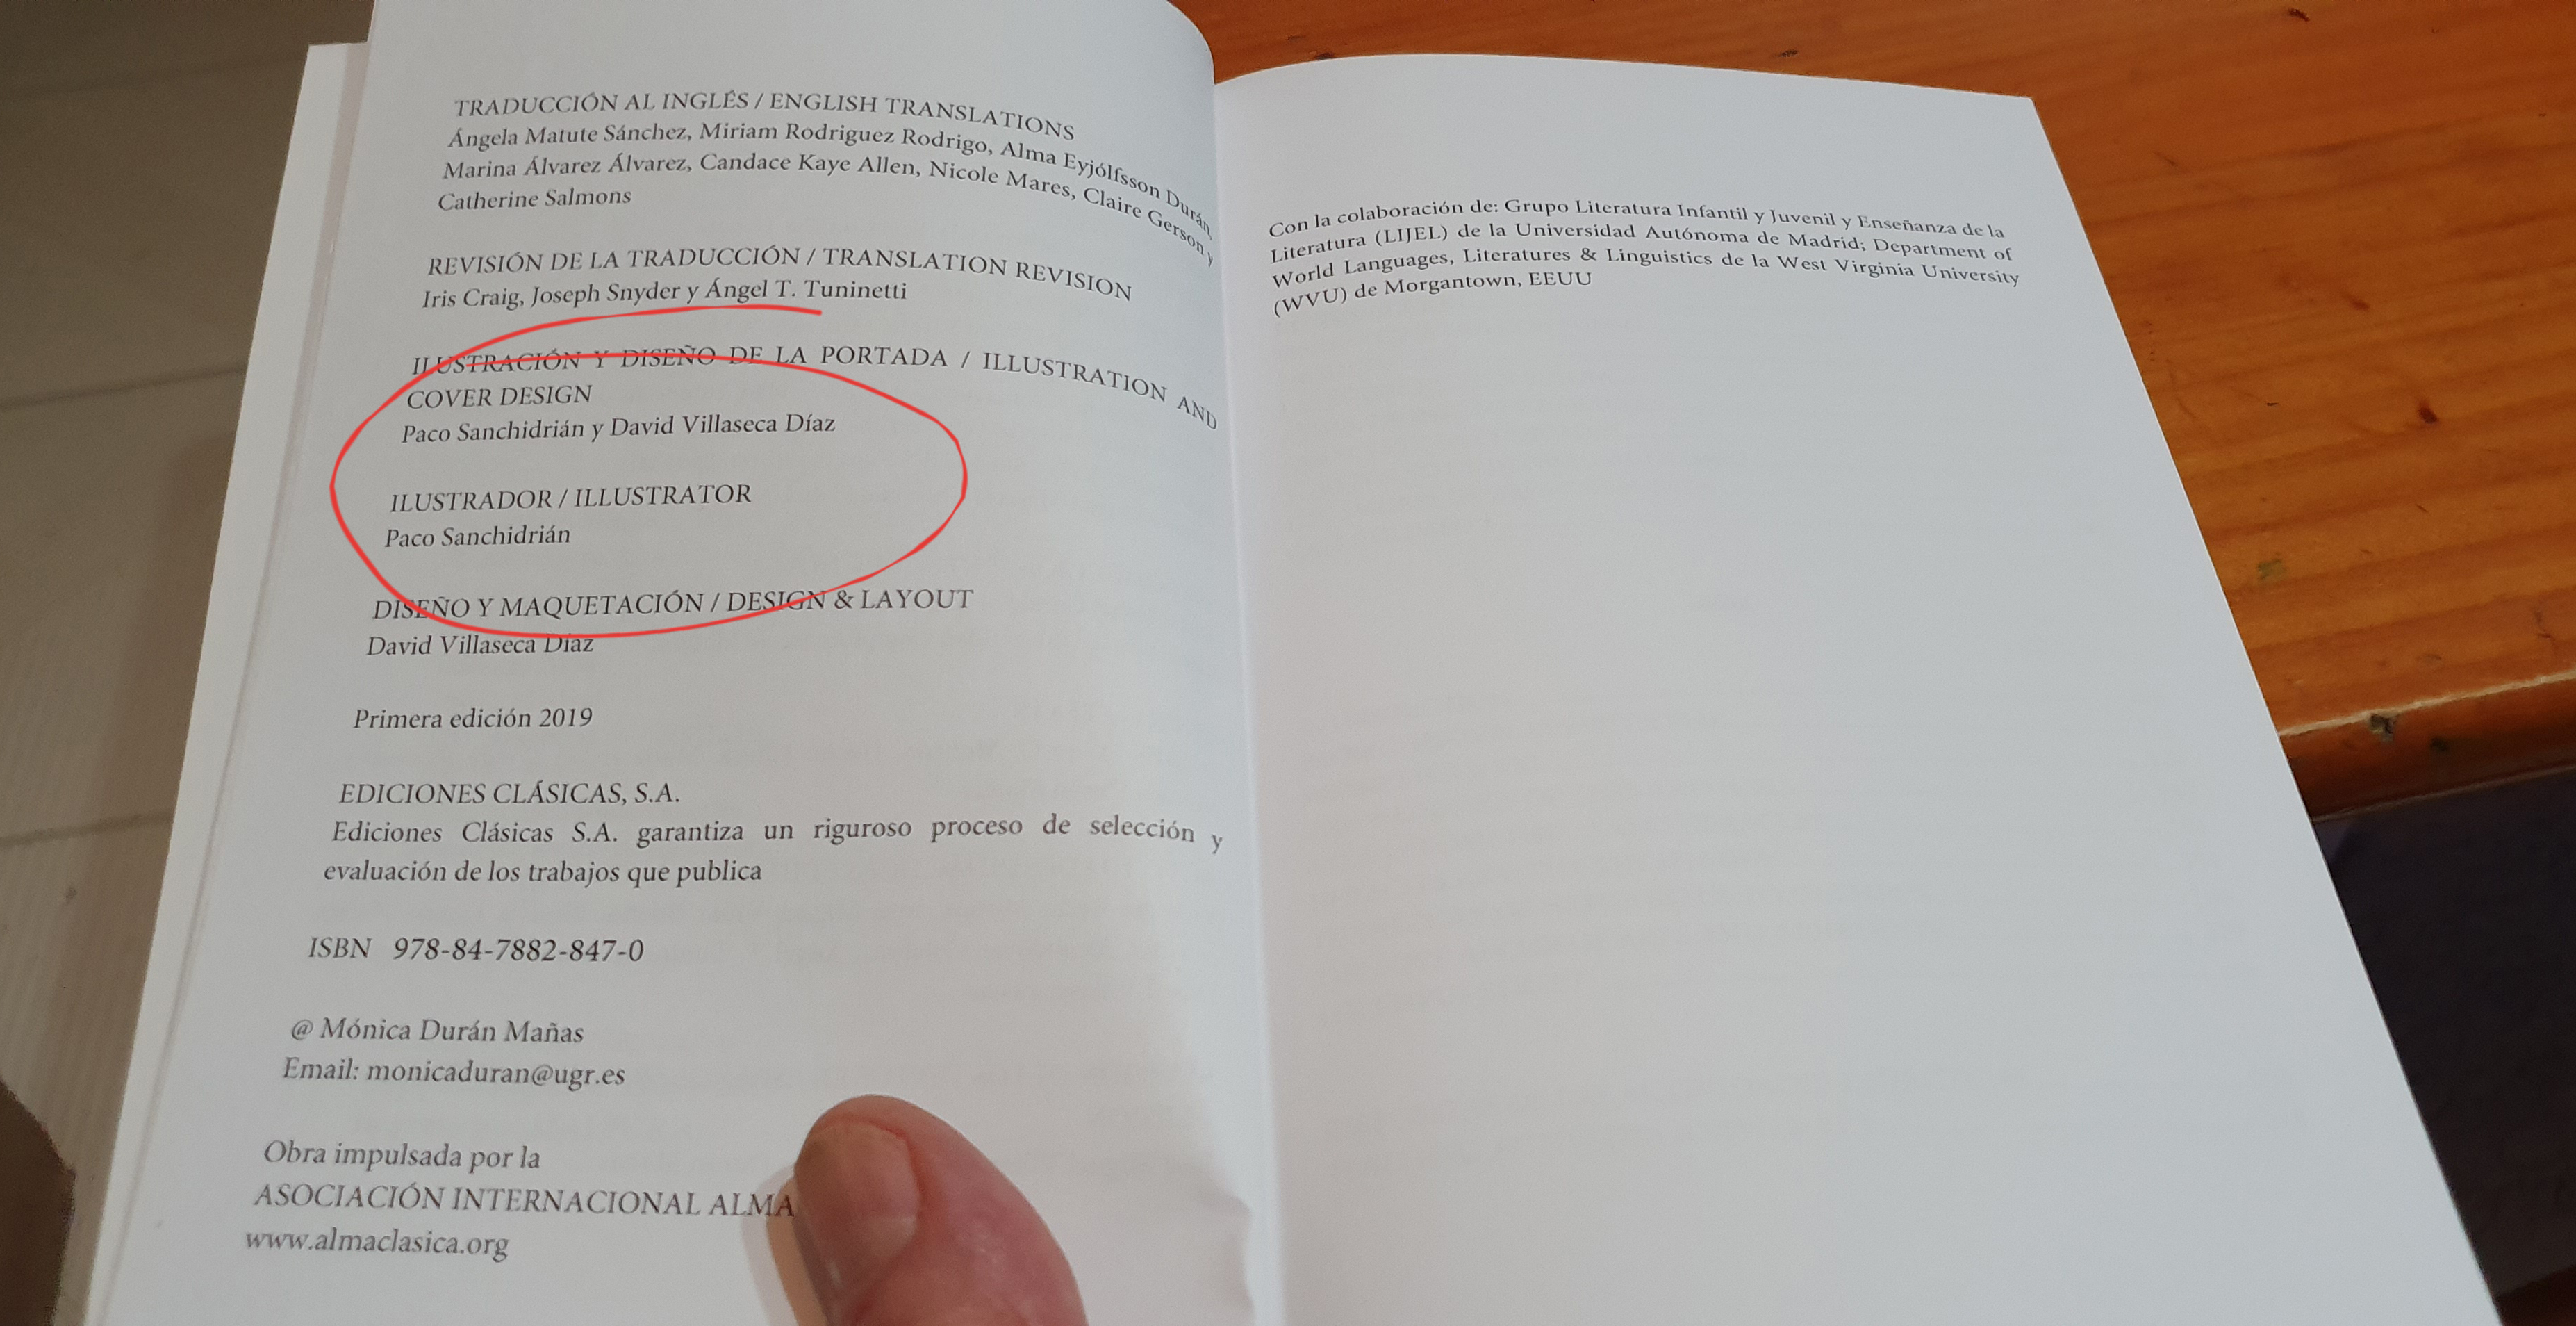 TRADUCCIÓN AL INGLÉS / ENGLISH TRANSLATIONS
Ángela Matute Sánchez, Miriam Rodriguez Rodrigo, Alma Eyjólfsson Durán,
Marina Álvarez Álvarez, Candace Kaye Allen, Nicole Mares, Claire Gerson y
Catherine Salmons
REVISIÓN DE LA TRADUCCIÓN / TRANSLATION REVISION
Iris Craig, Joseph Snyder y Ángel T. Tuninetti
ILUSTRACIÓN Y DISEÑO DE LA PORTADA / ILLUSTRATION AND
COVER DESIGN
Paco Sanchidrián y David Villaseca Díaz
ILUSTRADOR / ILLUSTRATOR
Paco Sanchidrián
DISEÑO Y MAQUETACIÓN / DESIGN & LAYOUT
David Villaseca Díaz
Primera edición 2019
EDICIONES CLÁSICAS, S.A.
Ediciones Clásicas S.A. garantiza un riguroso proceso de selección y
evaluación de los trabajos que publica
ISBN 978-84-7882-847-0
@ Mónica Durán Mañas
Email: monicaduran@ugr.es
Obra impulsada por la
ASOCIACIÓN INTERNACIONAL ALMA
www.almaclasica.org
Con la colaboración de: Grupo Literatura Infantil y Juvenil y Enseñanza de la
Literatura (LIJEL) de la Universidad Autónoma de Madrid; Department of
World Languages, Literatures & Linguistics de la West Virginia University
(WVU) de Morgantown, EEUU